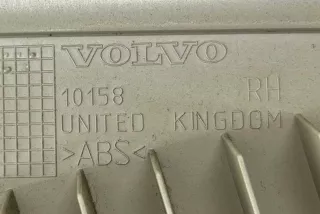 VOLVO
10158 RH
UNITED KINGDOM
>ABS<